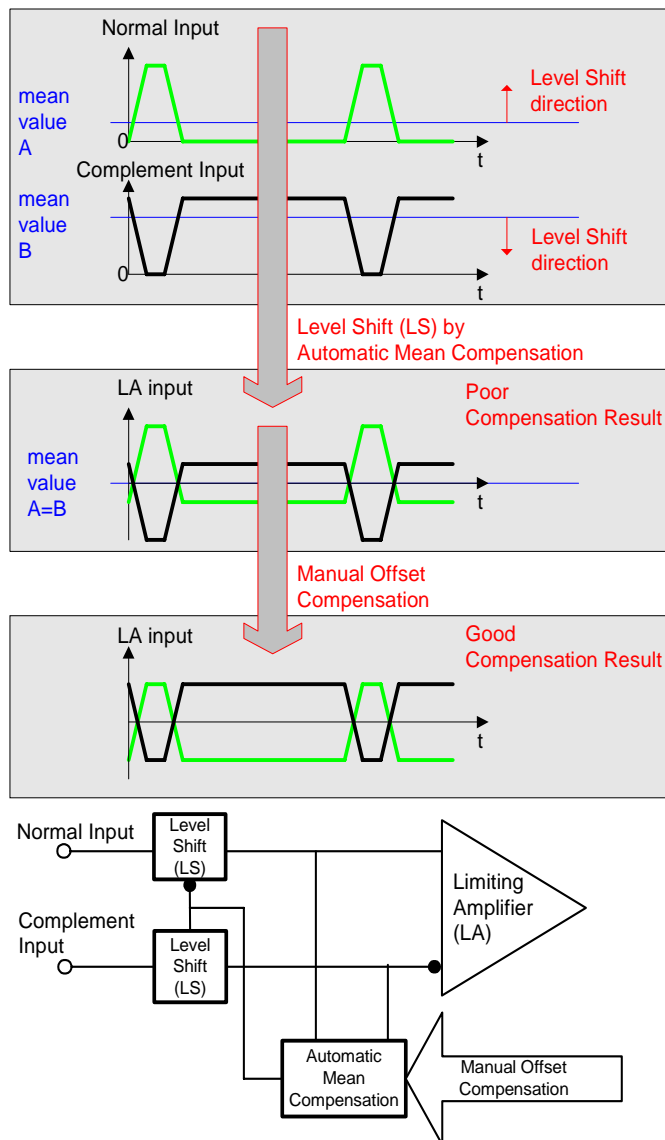 Normal Input
mean
value
A
0
Level Shift
direction
t
Complement Input
mean
value
B
0
Level Shift
direction
t
Level Shift (LS) by
Automatic Mean Compensation
LA input
Poor
Compensation Result
mean
value
A=B
t
Manual Offset
Compensation
LA input
Good
Compensation Result
t
Normal Input
Level
Shift
(LS)
Limiting
Amplifier
(LA)
Complement
Input
Level
Shift
(LS)
Automatic
Mean
Compensation
Manual Offset
Compensation